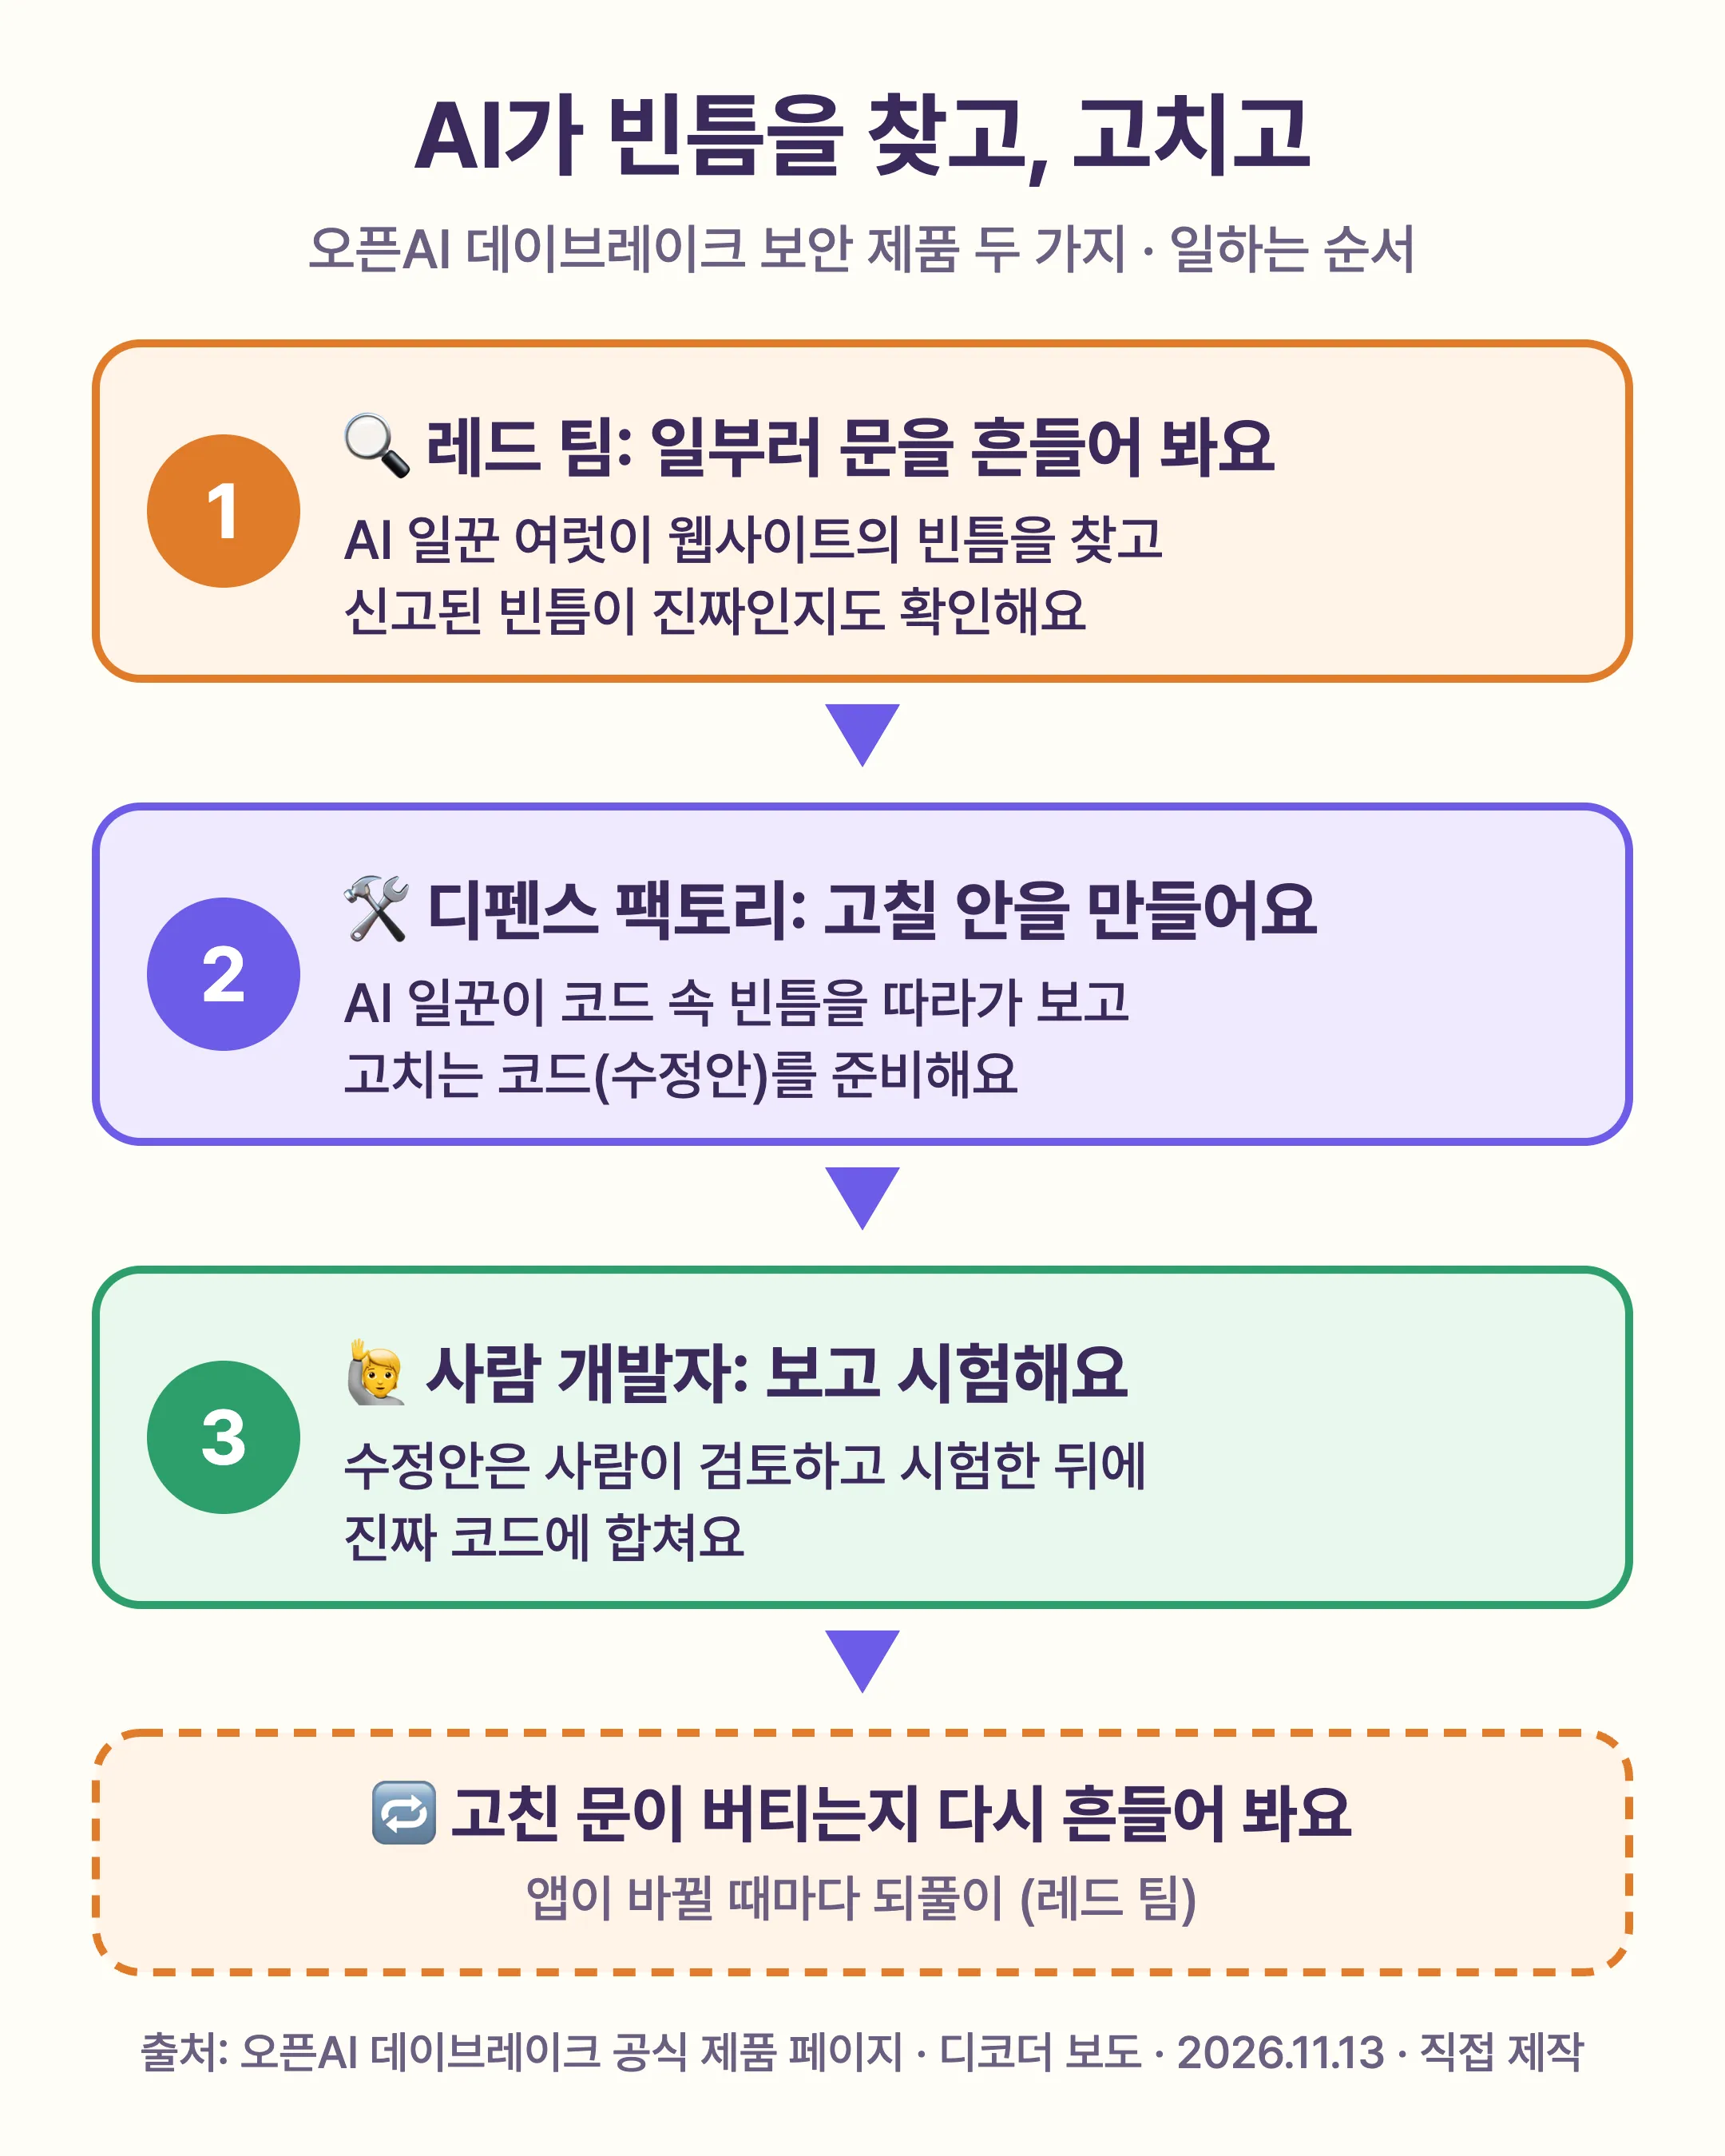 AI가 빈틈을 찾고, 고치고
오픈AI 데이브레이크 보안 제품 두 가지 · 일하는 순서
1
레드 팀: 일부러 문을 흔들어 봐요
AI 일꾼 여럿이 웹사이트의 빈틈을 찾고
신고된 빈틈이 진짜인지도 확인해요
2
디펜스 팩토리: 고칠 안을 만들어요
AI 일꾼이 코드 속 빈틈을 따라가 보고
고치는 코드(수정안)를 준비해요
3
사람 개발자: 보고 시험해요
수정안은 사람이 검토하고 시험한 뒤에
진짜 코드에 합쳐요
고친 문이 버티는지 다시 흔들어 봐요
앱이 바뀔 때마다 되풀이 (레드 팀)
출처: 오픈AI 데이브레이크 공식 제품 페이지 · 디코더 보도 · 2026.11.13 · 직접 제작